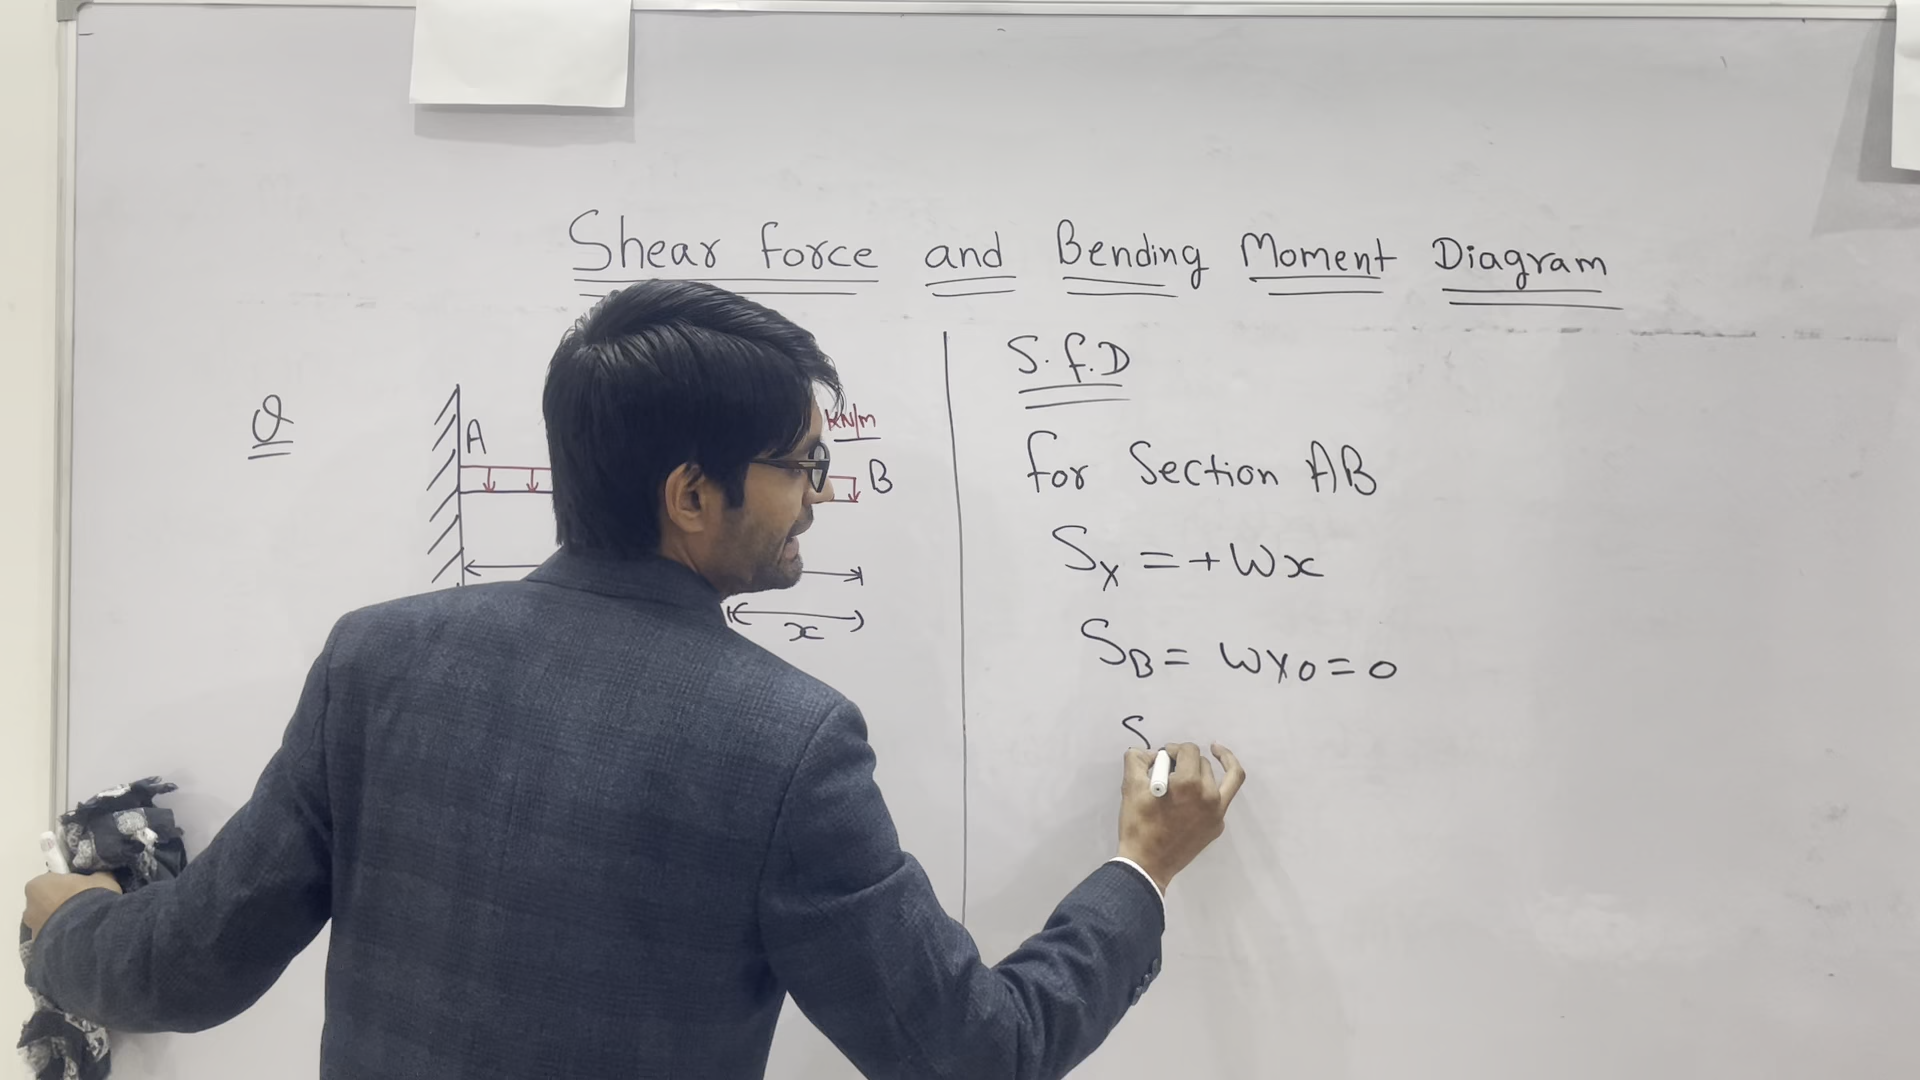 Shear force and Bending Moment Diagram
Q
A
kN/m
B
x
S.f.D
for Section AB
Sx = +wx
SB = w×0 = 0
S